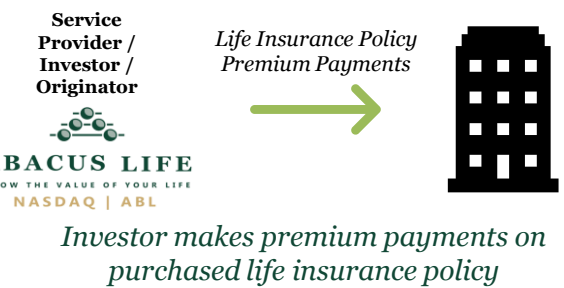 Service
Provider /
Investor /
Originator
Life Insurance Policy
Premium Payments
BACUS LIFE
OW THE VALUE OF YOUR LIFE
NASDAQ | ABL
Investor makes premium payments on
purchased life insurance policy